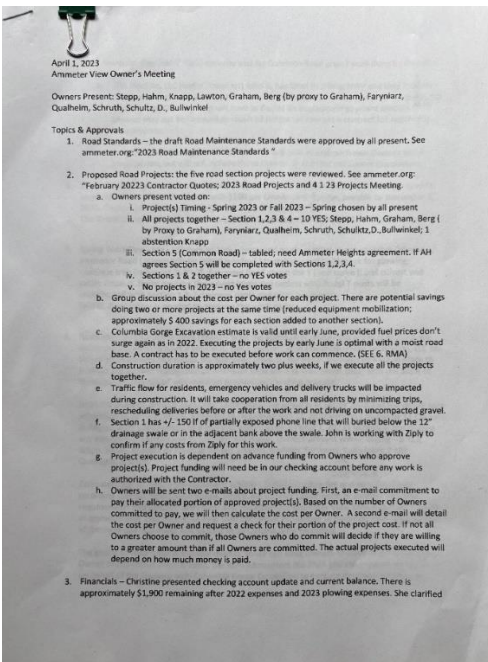 April 1, 2023
Ammeter View Owner's Meeting
Owners Present: Stepp, Hahm, Knapp, Lawton, Graham, Berg (by proxy to Graham), Faryniarz,
Qualheim, Schruth, Schultz, D., Bullwinkel
Topics & Approvals
1. Road Standards – the draft Road Maintenance Standards were approved by all present. See
ammeter.org:"2023 Road Maintenance Standards "
2. Proposed Road Projects: the five road section projects were reviewed. See ammeter.org:
"February 20223 Contractor Quotes; 2023 Road Projects and 4 1 23 Projects Meeting.
a. Owners present voted on:
i. Project(s) Timing - Spring 2023 or Fall 2023 – Spring chosen by all present
ii. All projects together – Section 1,2,3 & 4 – 10 YES; Stepp, Hahm, Graham, Berg (
by Proxy to Graham), Faryniarz, Qualheim, Schruth, Schulktz,D.,Bullwinkel; 1
abstention Knapp
iii. Section 5 (Common Road) – tabled; need Ammeter Heights agreement. If AH
agrees Section 5 will be completed with Sections 1,2,3,4.
iv. Sections 1 & 2 together – no YES votes
v. No projects in 2023 – no Yes votes
b. Group discussion about the cost per Owner for each project. There are potential savings
doing two or more projects at the same time (reduced equipment mobilization;
approximately $ 400 savings for each section added to another section).
c. Columbia Gorge Excavation estimate is valid until early June, provided fuel prices don't
surge again as in 2022. Executing the projects by early June is optimal with a moist road
base. A contract has to be executed before work can commence. (SEE 6. RMA)
d. Construction duration is approximately two plus weeks, if we execute all the projects
together.
e. Traffic flow for residents, emergency vehicles and delivery trucks will be impacted
during construction. It will take cooperation from all residents by minimizing trips,
rescheduling deliveries before or after the work and not driving on uncompacted gravel.
f. Section 1 has +/- 150 lf of partially exposed phone line that will buried below the 12"
drainage swale or in the adjacent bank above the swale. John is working with Ziply to
confirm if any costs from Ziply for this work.
g. Project execution is dependent on advance funding from Owners who approve
project(s). Project funding will need be in our checking account before any work is
authorized with the Contractor.
h. Owners will be sent two e-mails about project funding. First, an e-mail commitment to
pay their allocated portion of approved project(s). Based on the number of Owners
committed to pay, we will then calculate the cost per Owner. A second e-mail will detail
the cost per Owner and request a check for their portion of the project cost. If not all
Owners choose to commit, those Owners who do commit will decide if they are willing
to a greater amount than if all Owners are committed. The actual projects executed will
depend on how much money is paid.
3. Financials – Christine presented checking account update and current balance. There is
approximately $1,900 remaining after 2022 expenses and 2023 plowing expenses. She clarified